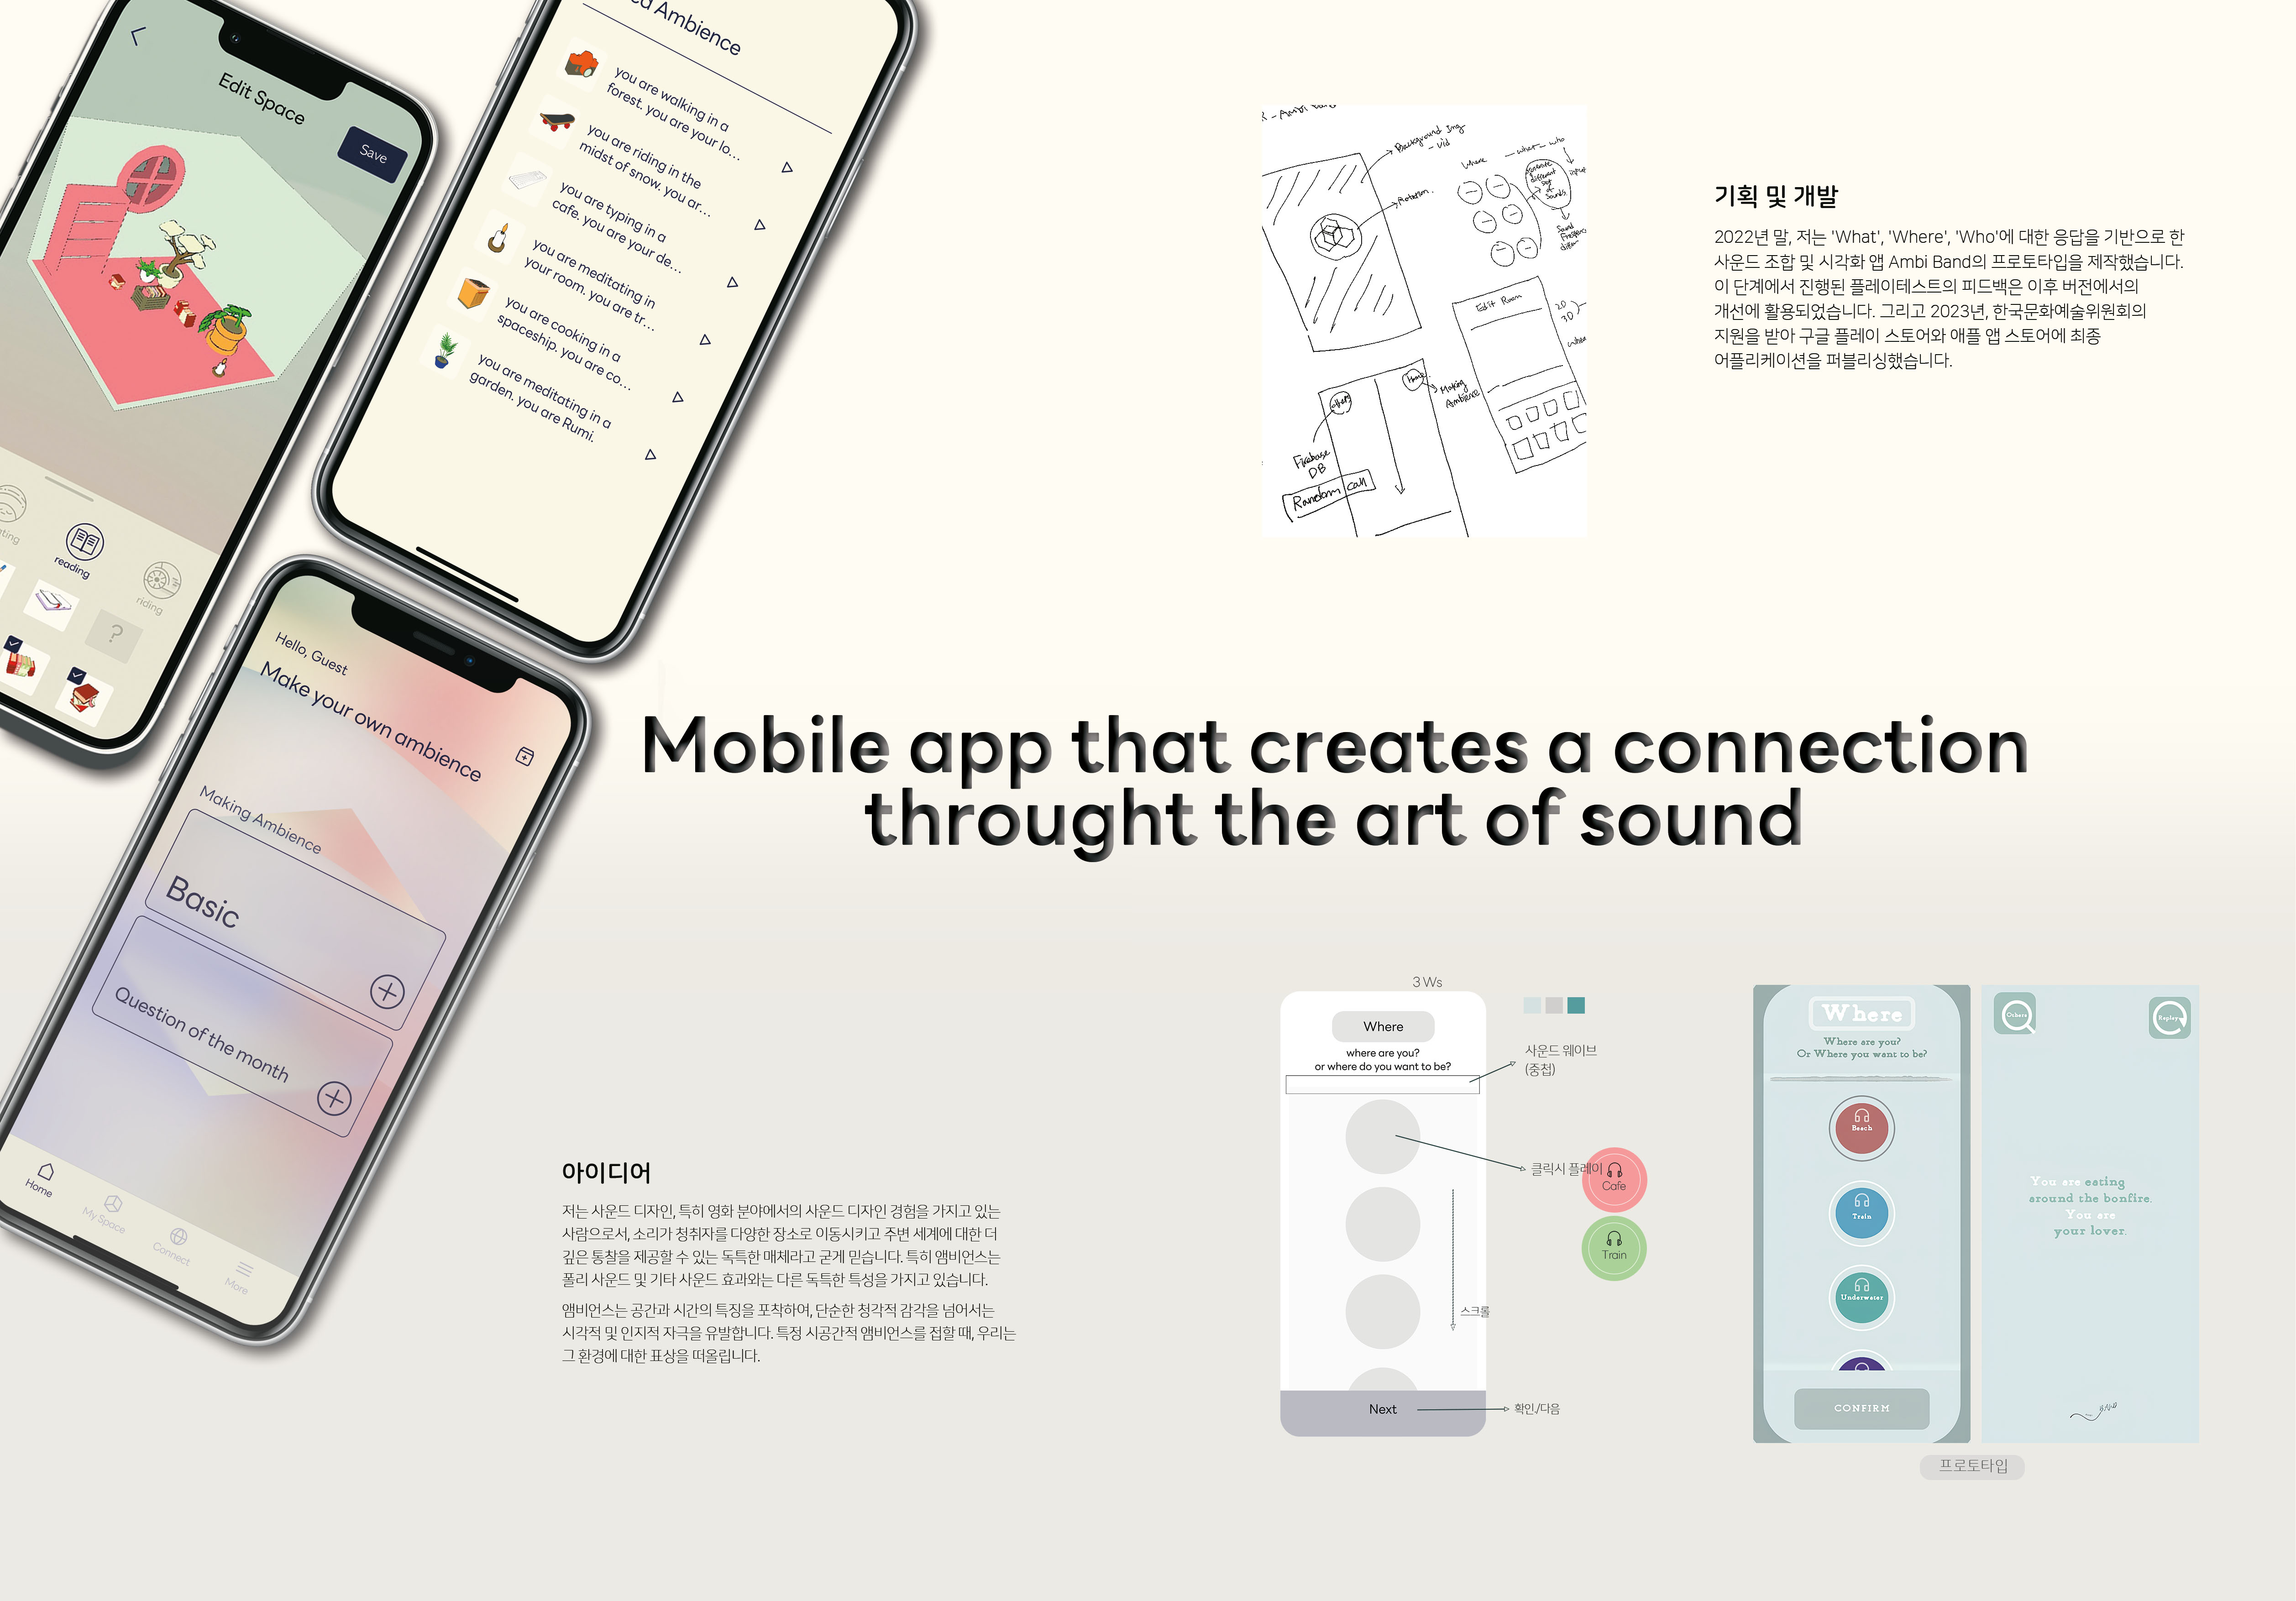 Edit Space
Save
reading
riding
d Ambience
you are walking in a
forest. you are your lo...
you are riding in the
midst of snow. you ar...
you are typing in a
cafe. you are your de...
you are meditating in
your room. you are tr...
you are cooking in a
spaceship. you are co...
you are meditating in a
garden. you are Rumi.
Hello, Guest
Make your own ambience
Making Ambience
Basic
Question of the month
Home
My Space
Connect
More
Background Img
- vid
Rotation.
Where
what
who
different
Sounds
Sound
Edit Room
2D
3D
Home
Making
Ambience
others
Firebase
DB
Random call
기획 및 개발
2022년 말, 저는 'What', 'Where', 'Who'에 대한 응답을 기반으로 한
사운드 조합 및 시각화 앱 Ambi Band의 프로토타입을 제작했습니다.
이 단계에서 진행된 플레이테스트의 피드백은 이후 버전에서의
개선에 활용되었습니다. 그리고 2023년, 한국문화예술위원회의
지원을 받아 구글 플레이 스토어와 애플 앱 스토어에 최종
어플리케이션을 퍼블리싱했습니다.
Mobile app that creates a connection
throught the art of sound
아이디어
저는 사운드 디자인, 특히 영화 분야에서의 사운드 디자인 경험을 가지고 있는
사람으로서, 소리가 청취자를 다양한 장소로 이동시키고 주변 세계에 대한 더
깊은 통찰을 제공할 수 있는 독특한 매체라고 굳게 믿습니다. 특히 앰비언스는
폴리 사운드 및 기타 사운드 효과와는 다른 독특한 특성을 가지고 있습니다.
앰비언스는 공간과 시간의 특징을 포착하여, 단순한 청각적 감각을 넘어서는
시각적 및 인지적 자극을 유발합니다. 특정 시공간적 앰비언스를 접할 때, 우리는
그 환경에 대한 표상을 떠올립니다.
3 Ws
Where
where are you?
or where do you want to be?
사운드 웨이브
(중첩)
클릭시 플레이
Cafe
Train
스크롤
Next
확인/다음
Where
Where are you?
Or Where you want to be?
Beach
Train
Underwater
CONFIRM
Others
Replay
You are eating
around the bonfire.
You are
your lover.
프로토타입